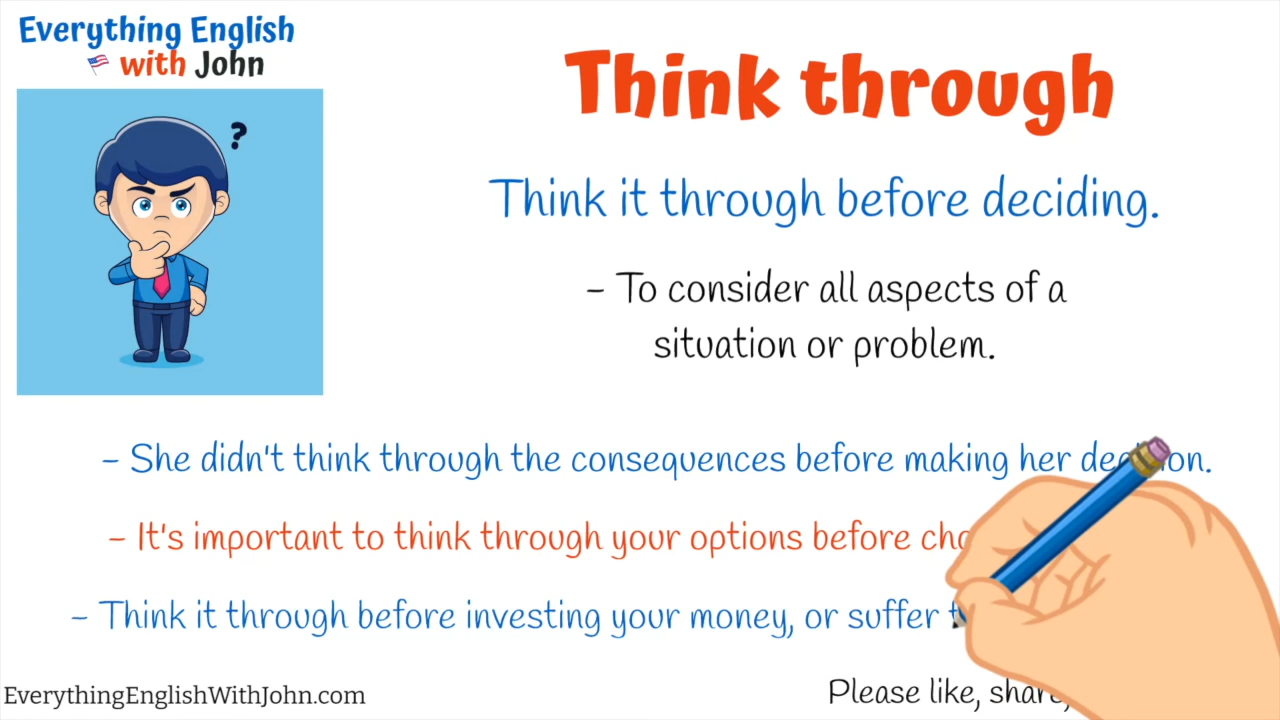 Everything English
with John
?
Think through
Think it through before deciding.
- To consider all aspects of a
situation or problem.
- She didn't think through the consequences before making her decision.
- It's important to think through your options before
- Think it through before investing your money, or suffer
EverythingEnglishWithJohn.com
Please like, share,